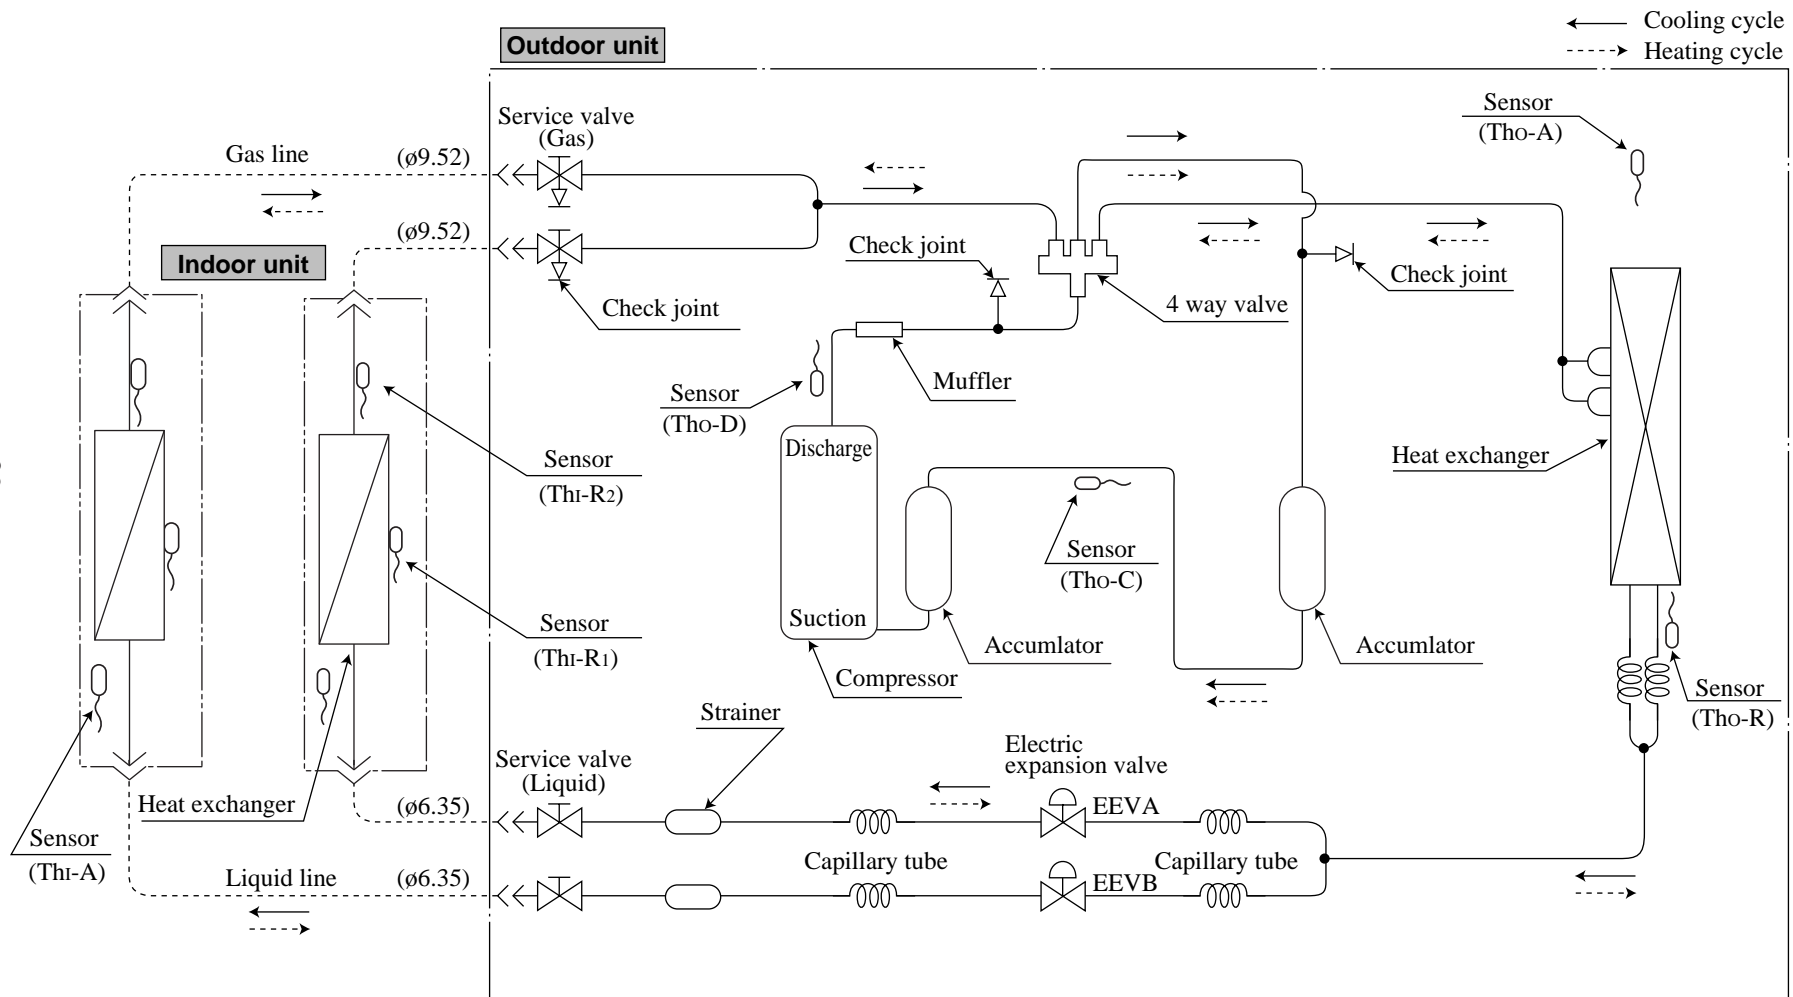 Cooling cycle
Heating cycle
Outdoor unit
Sensor
(Tho-A)
Service valve
(Gas)
Gas line
(ø9.52)
(ø9.52)
Indoor unit
Check joint
Check joint
Check joint
4 way valve
Muffler
Sensor
(Tho-D)
Discharge
Heat exchanger
Sensor
(ThI-R2)
Sensor
(Tho-C)
Suction
Sensor
(ThI-R1)
Accumlator
Accumlator
Compressor
Sensor
(Tho-R)
Strainer
Service valve
(Liquid)
Electric
expansion valve
Heat exchanger
(ø6.35)
EEVA
Sensor
(ThI-A)
Capillary tube
Capillary tube
Liquid line
(ø6.35)
EEVB